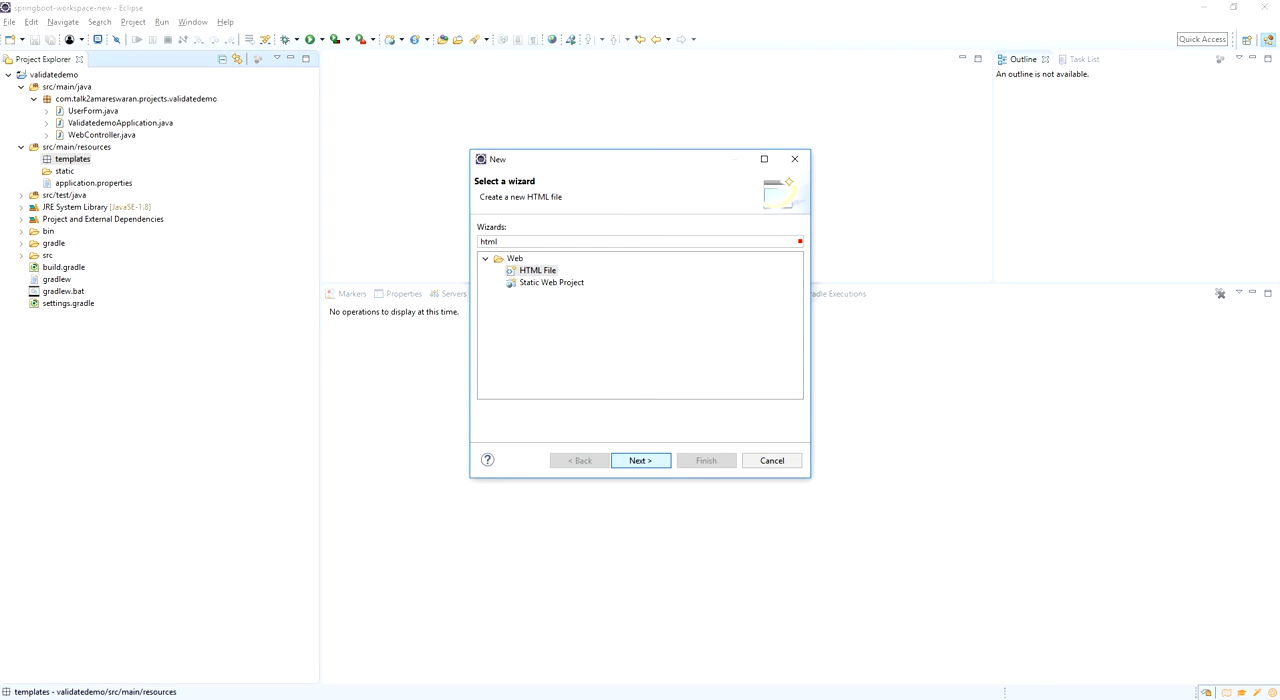 springboot-workspace-new - Eclipse
File Edit Navigate Search Project Run Window Help
Quick Access
Project Explorer
Outline
Task List
An outline is not available.
validatedemo
src/main/java
com.talk2amareswaran.projects.validatedemo
UserForm.java
ValidatedemoApplication.java
WebController.java
src/main/resources
templates
static
application.properties
src/test/java
JRE System Library [JavaSE-1.8]
Project and External Dependencies
bin
gradle
src
build.gradle
gradlew
gradlew.bat
settings.gradle
New
Select a wizard
Create a new HTML file
Wizards:
html
Web
HTML File
Static Web Project
? < Back Next > Finish Cancel
Markers Properties Servers
adle Executions
No operations to display at this time.
templates - validatedemo/src/main/resources